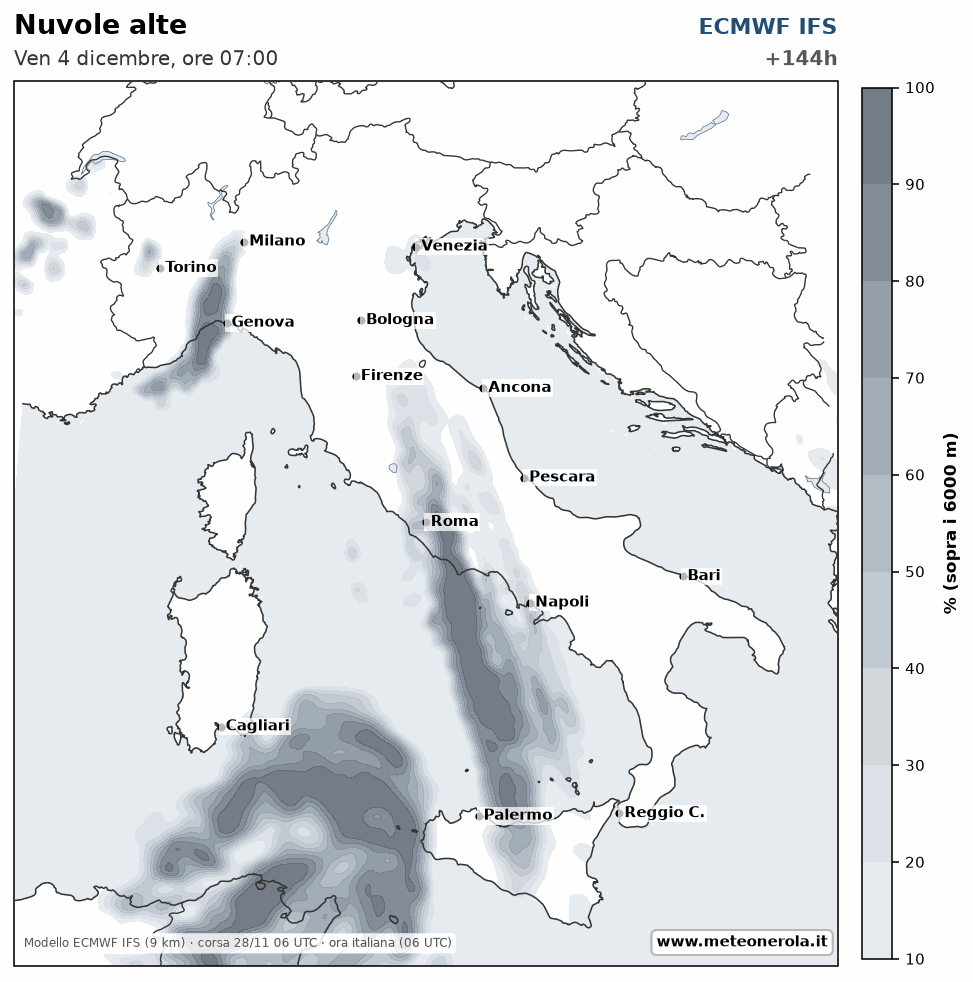 Nuvole alte
ECMWF IFS
Ven 4 dicembre, ore 07:00
+144h
Milano
Venezia
Torino
Genova
Bologna
Firenze
Ancona
Pescara
Roma
Bari
Napoli
Cagliari
Palermo
Reggio C.
Modello ECMWF IFS (9 km) · corsa 28/11 06 UTC · ora italiana (06 UTC)
www.meteonerola.it
100
90
80
70
60
50
40
30
20
10
% (sopra i 6000 m)